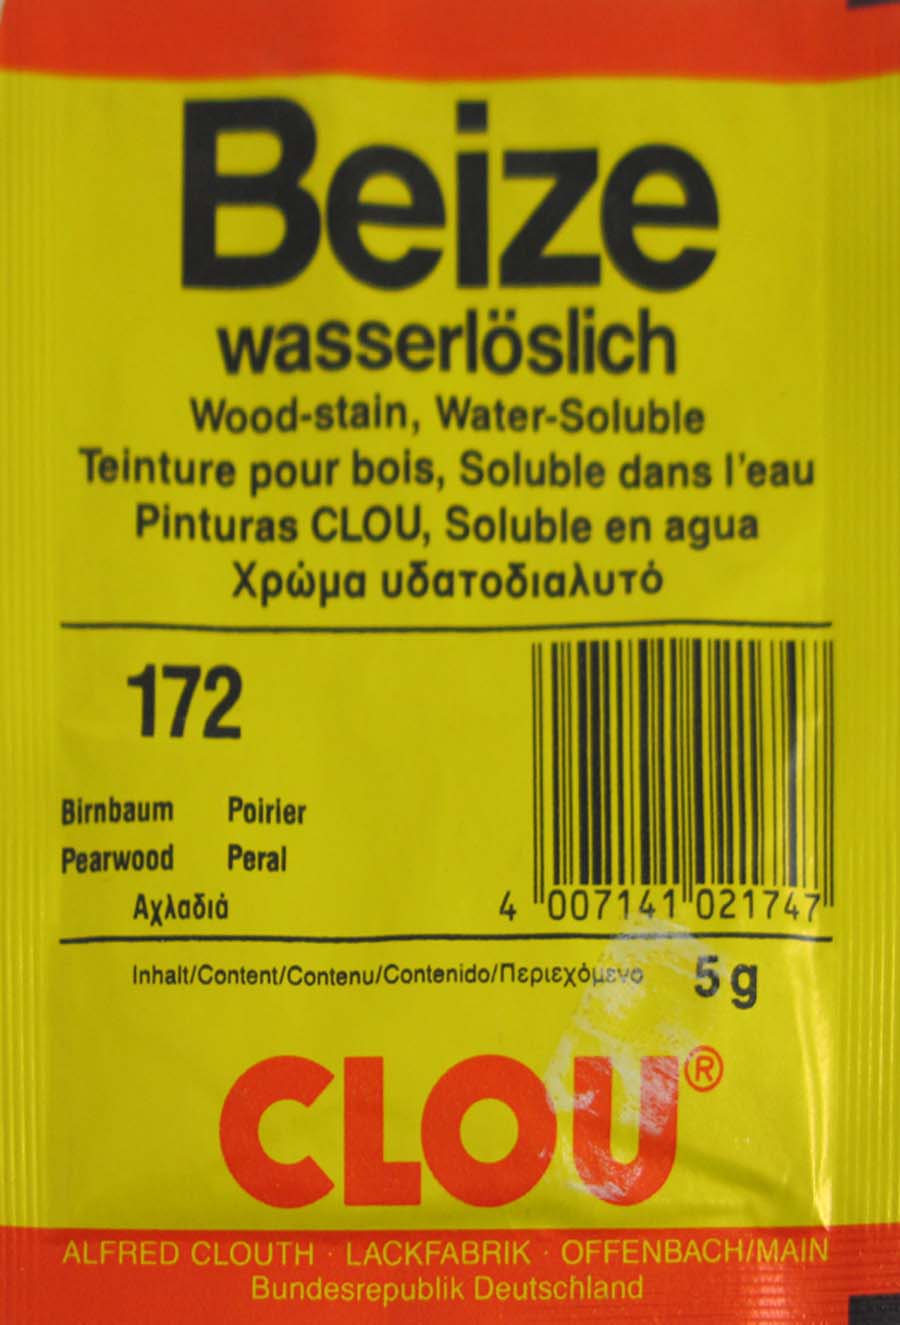 Beize
wasserlöslich
Wood-stain, Water-Soluble
Teinture pour bois, Soluble dans l'eau
Pinturas CLOU, Soluble en agua
Χρώμα υδατοδιαλυτό
172
Birnbaum Poirier
Pearwood Peral
Αχλαδιά
4 007141 021747
Inhalt/Content/Contenu/Contenido/Περιεχόμενο 5 g
CLOU®
ALFRED CLOUTH · LACKFABRIK · OFFENBACH/MAIN
Bundesrepublik Deutschland